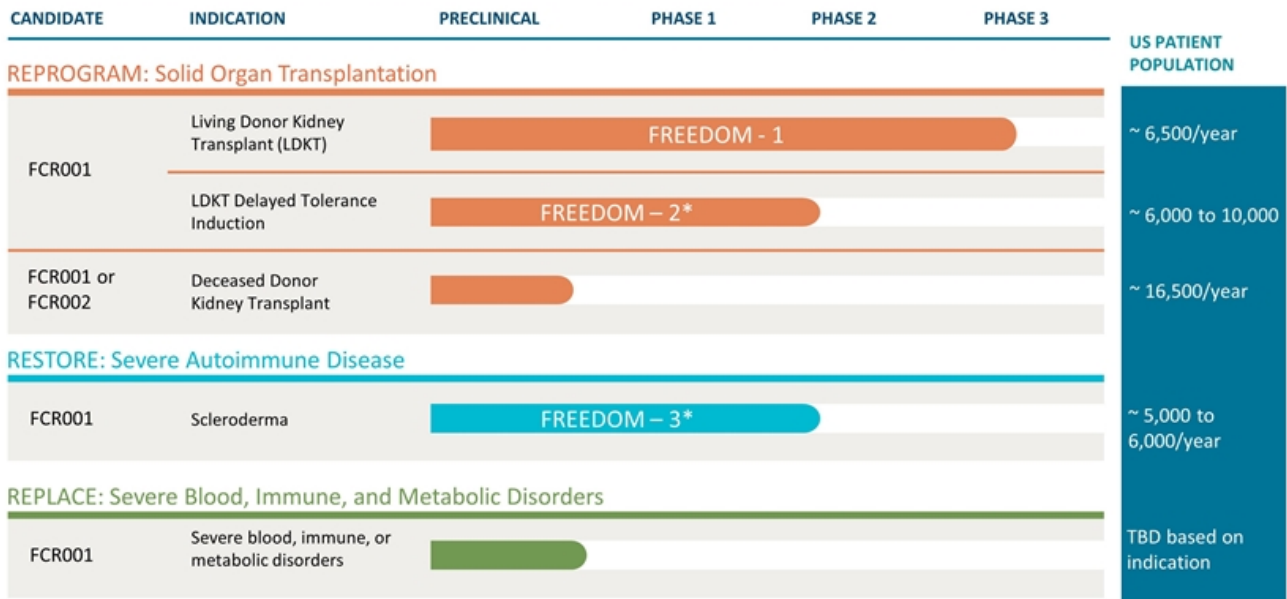 CANDIDATE INDICATION PRECLINICAL PHASE 1 PHASE 2 PHASE 3
US PATIENT
POPULATION
REPROGRAM: Solid Organ Transplantation
FCR001
Living Donor Kidney
Transplant (LDKT)
FREEDOM - 1
~ 6,500/year
LDKT Delayed Tolerance
Induction
FREEDOM – 2*
~ 6,000 to 10,000
FCR001 or
FCR002
Deceased Donor
Kidney Transplant
~ 16,500/year
RESTORE: Severe Autoimmune Disease
FCR001
Scleroderma
FREEDOM – 3*
~ 5,000 to
6,000/year
REPLACE: Severe Blood, Immune, and Metabolic Disorders
FCR001
Severe blood, immune, or
metabolic disorders
TBD based on
indication